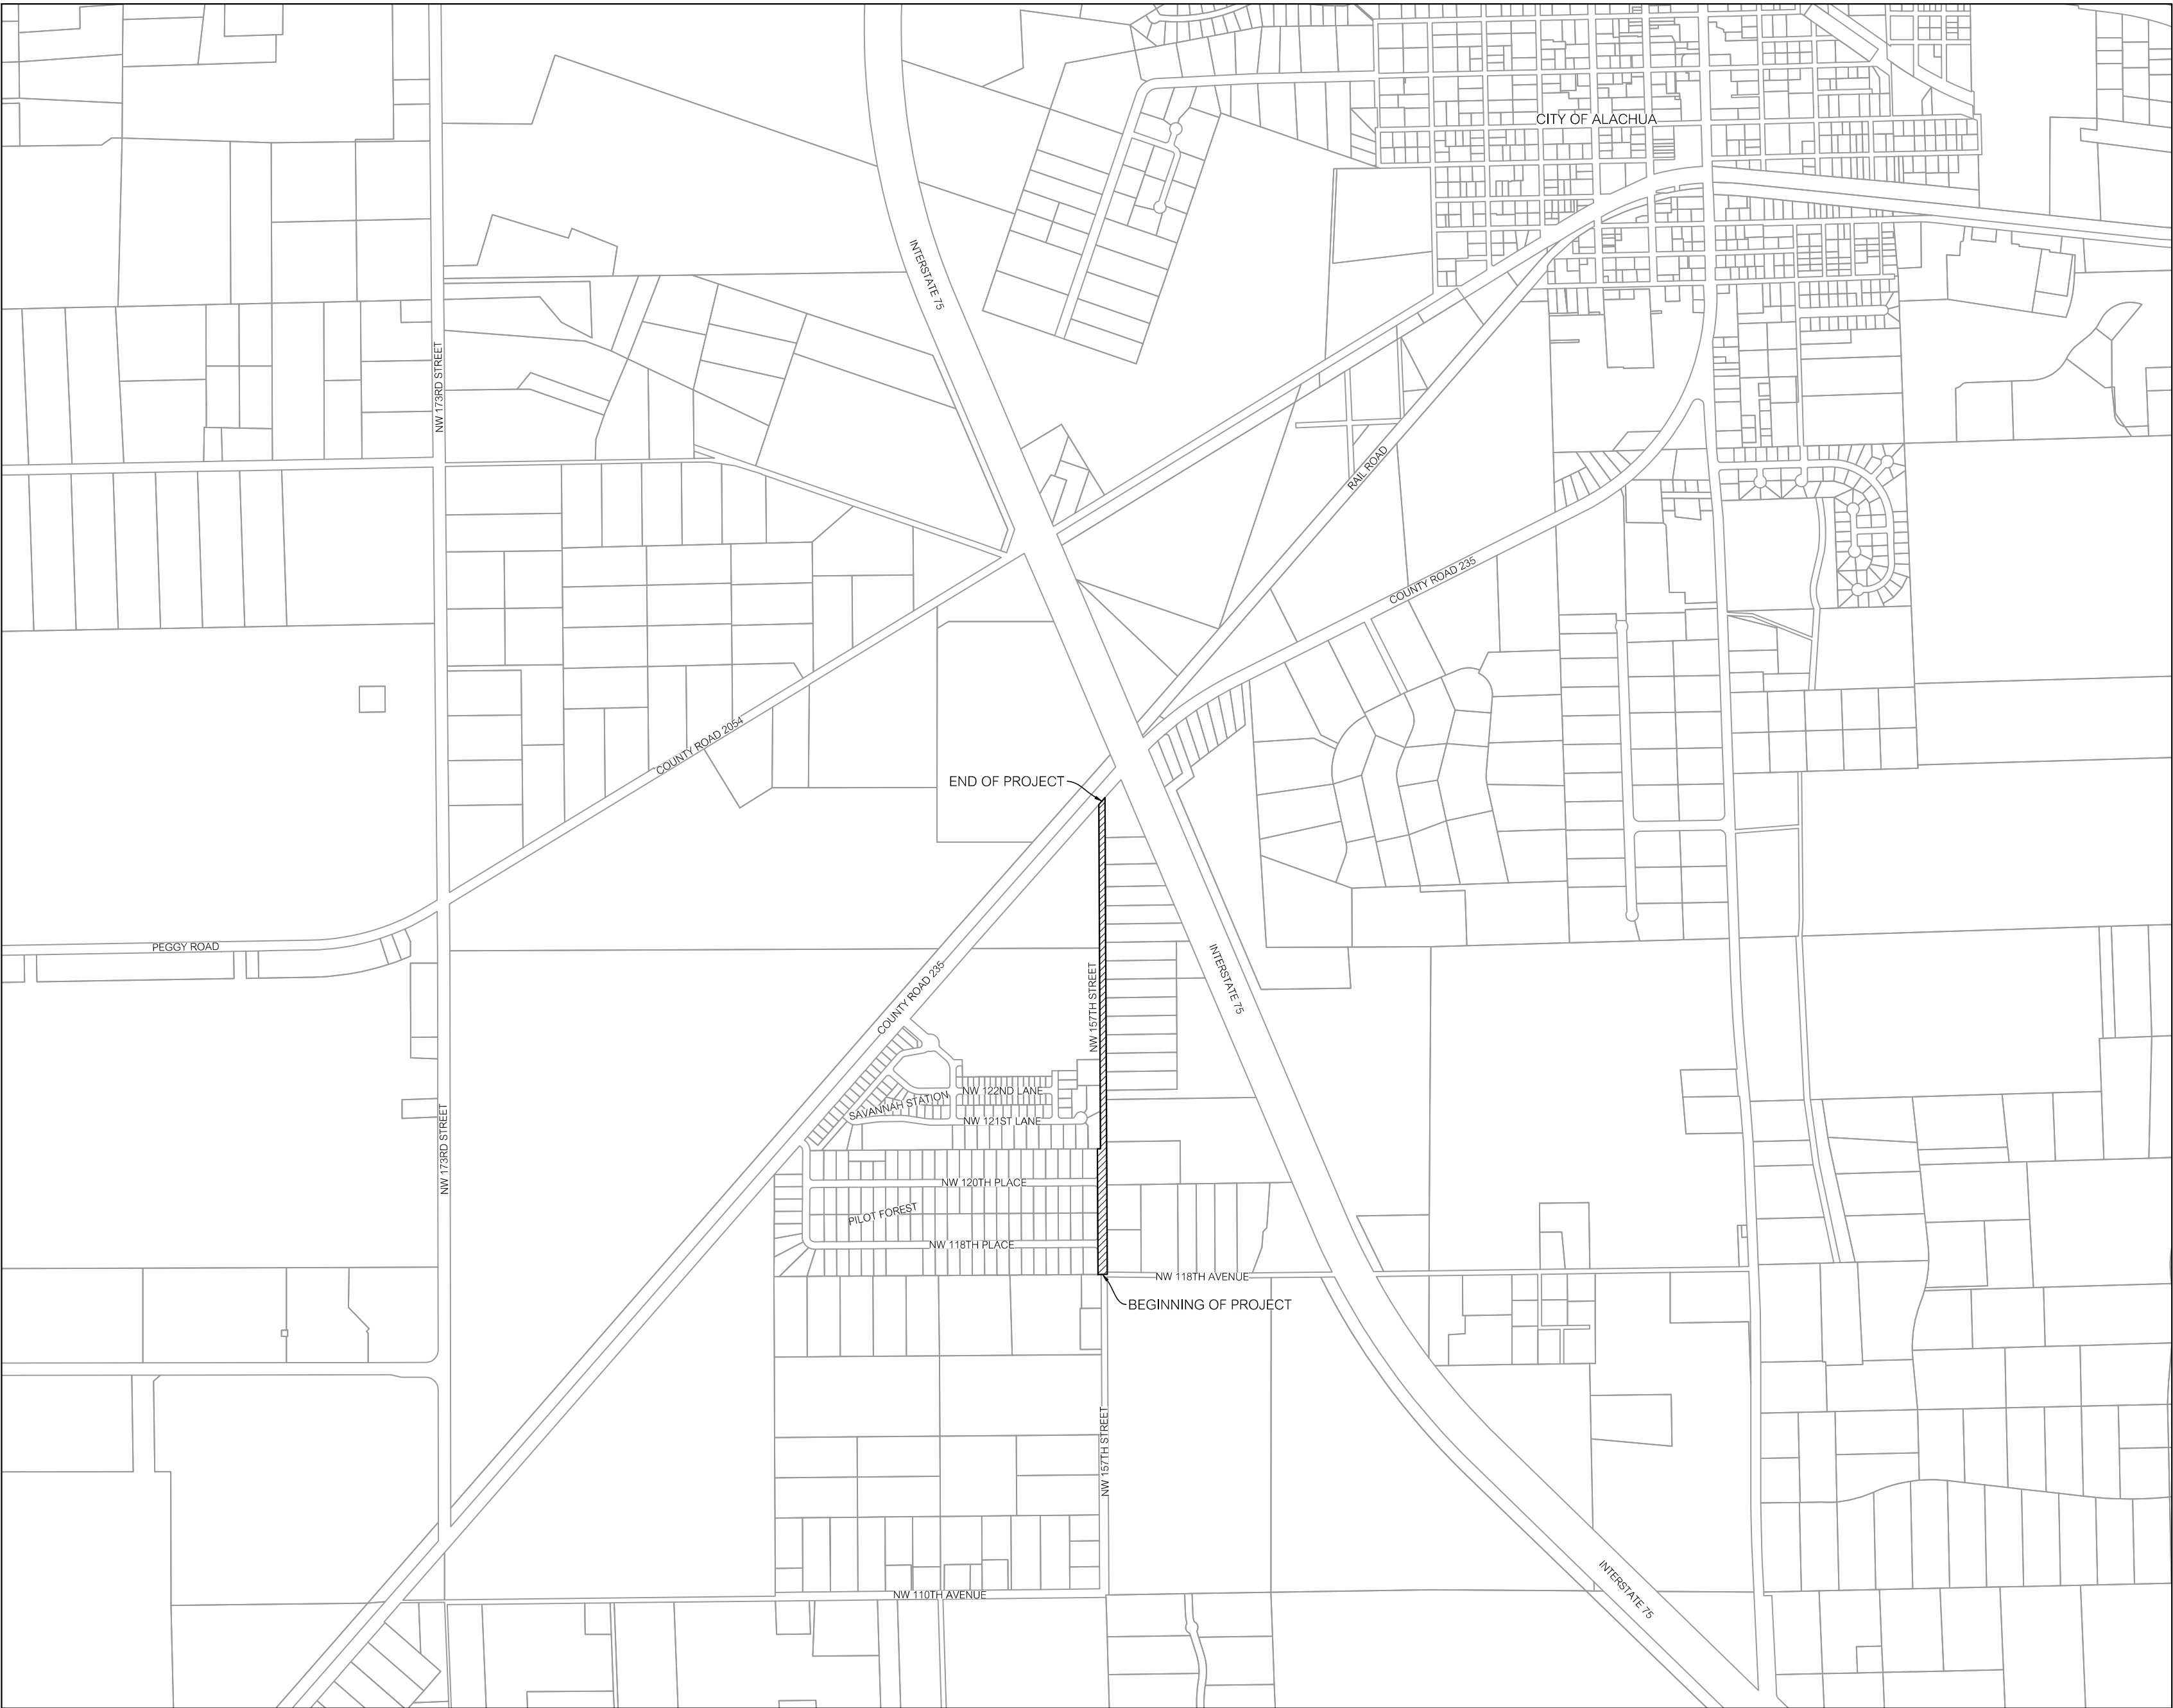 CITY OF ALACHUA
INTERSTATE 75
NW 173RD STREET
RAIL ROAD
COUNTY ROAD 235
COUNTY ROAD 2054
END OF PROJECT
PEGGY ROAD
INTERSTATE 75
COUNTY ROAD 235
NW 157TH STREET
NW 122ND LANE
SAVANNAH STATION
NW 121ST LANE
NW 173RD STREET
NW 120TH PLACE
PILOT FOREST
NW 118TH PLACE
NW 118TH AVENUE
BEGINNING OF PROJECT
NW 157TH STREET
NW 110TH AVENUE
INTERSTATE 75